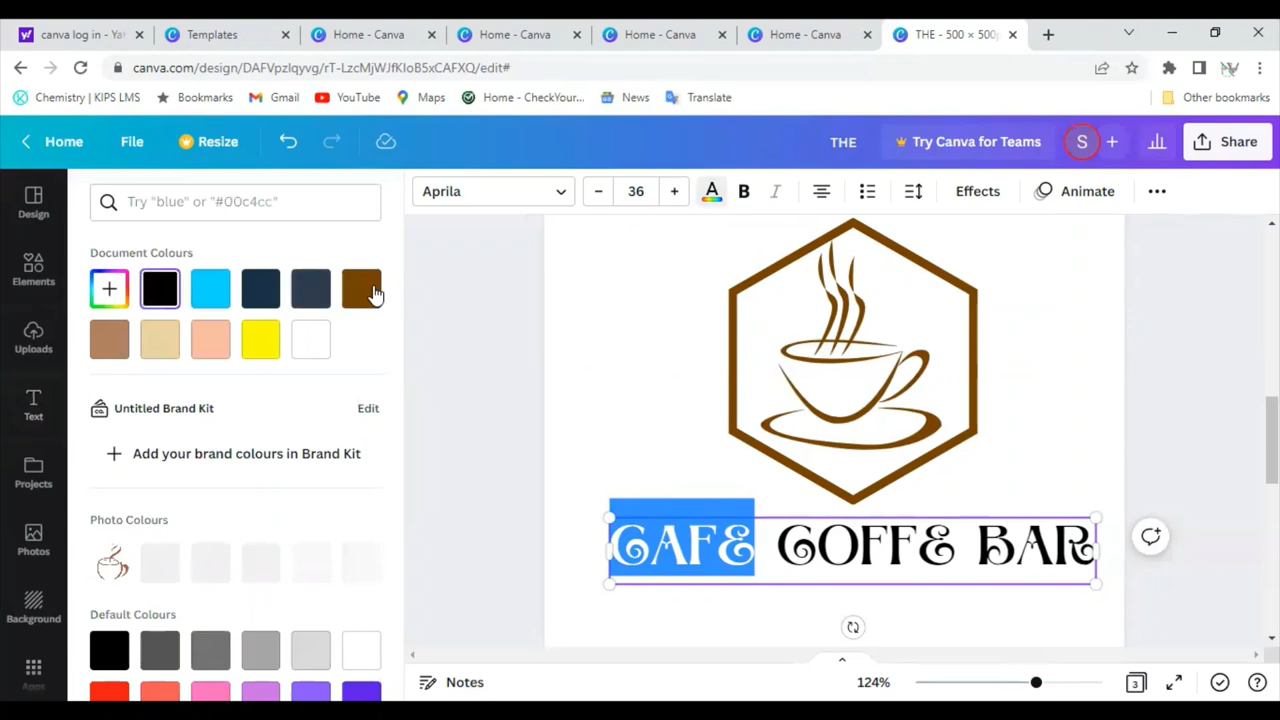 canva log in - Ya
Templates
Home - Canva
Home - Canva
Home - Canva
Home - Canva
THE - 500 × 500p
canva.com/design/DAFVpzlqyvg/rT-LzcMjWJfKloB5xCAFXQ/edit#
Chemistry | KIPS LMS
Bookmarks
Gmail
YouTube
Maps
Home - CheckYour...
News
Translate
Other bookmarks
Home
File
Resize
THE
Try Canva for Teams
S
Share
Design
Elements
Uploads
Text
Projects
Photos
Background
Apps
Try "blue" or "#00c4cc"
Document Colours
Untitled Brand Kit
Edit
Add your brand colours in Brand Kit
Photo Colours
Default Colours
Aprila
36
A
B
I
Effects
Animate
CAFE COFFE BAR
Notes
124%
3